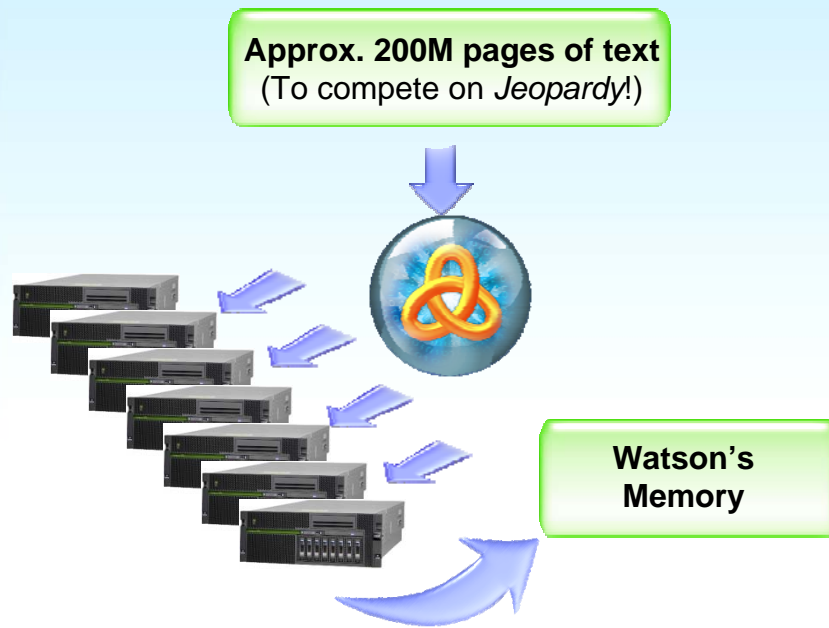 Approx. 200M pages of text
(To compete on Jeopardy!)
Watson’s
Memory